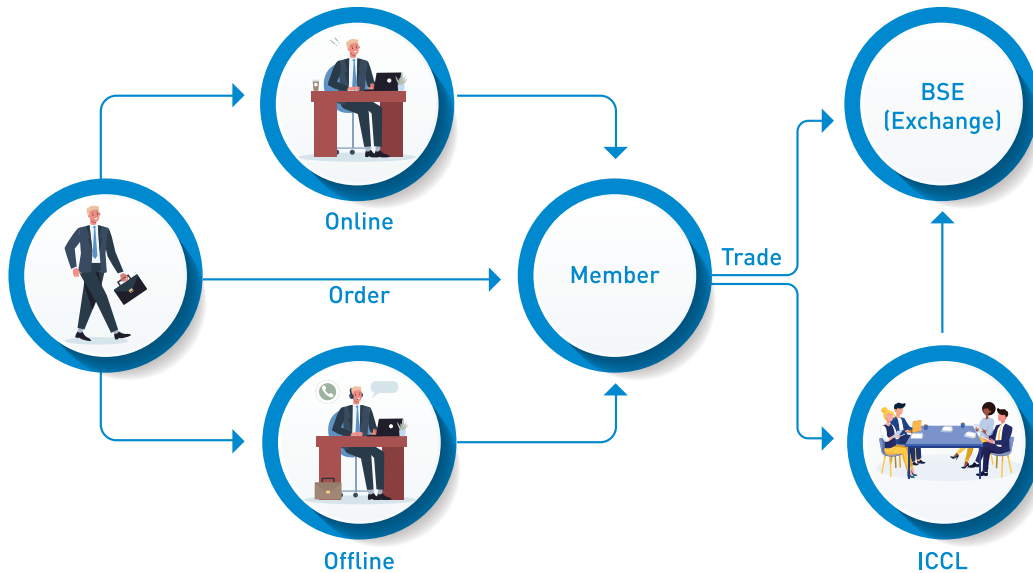 Online
Order
Offline
Member
Trade
BSE
(Exchange)
ICCL